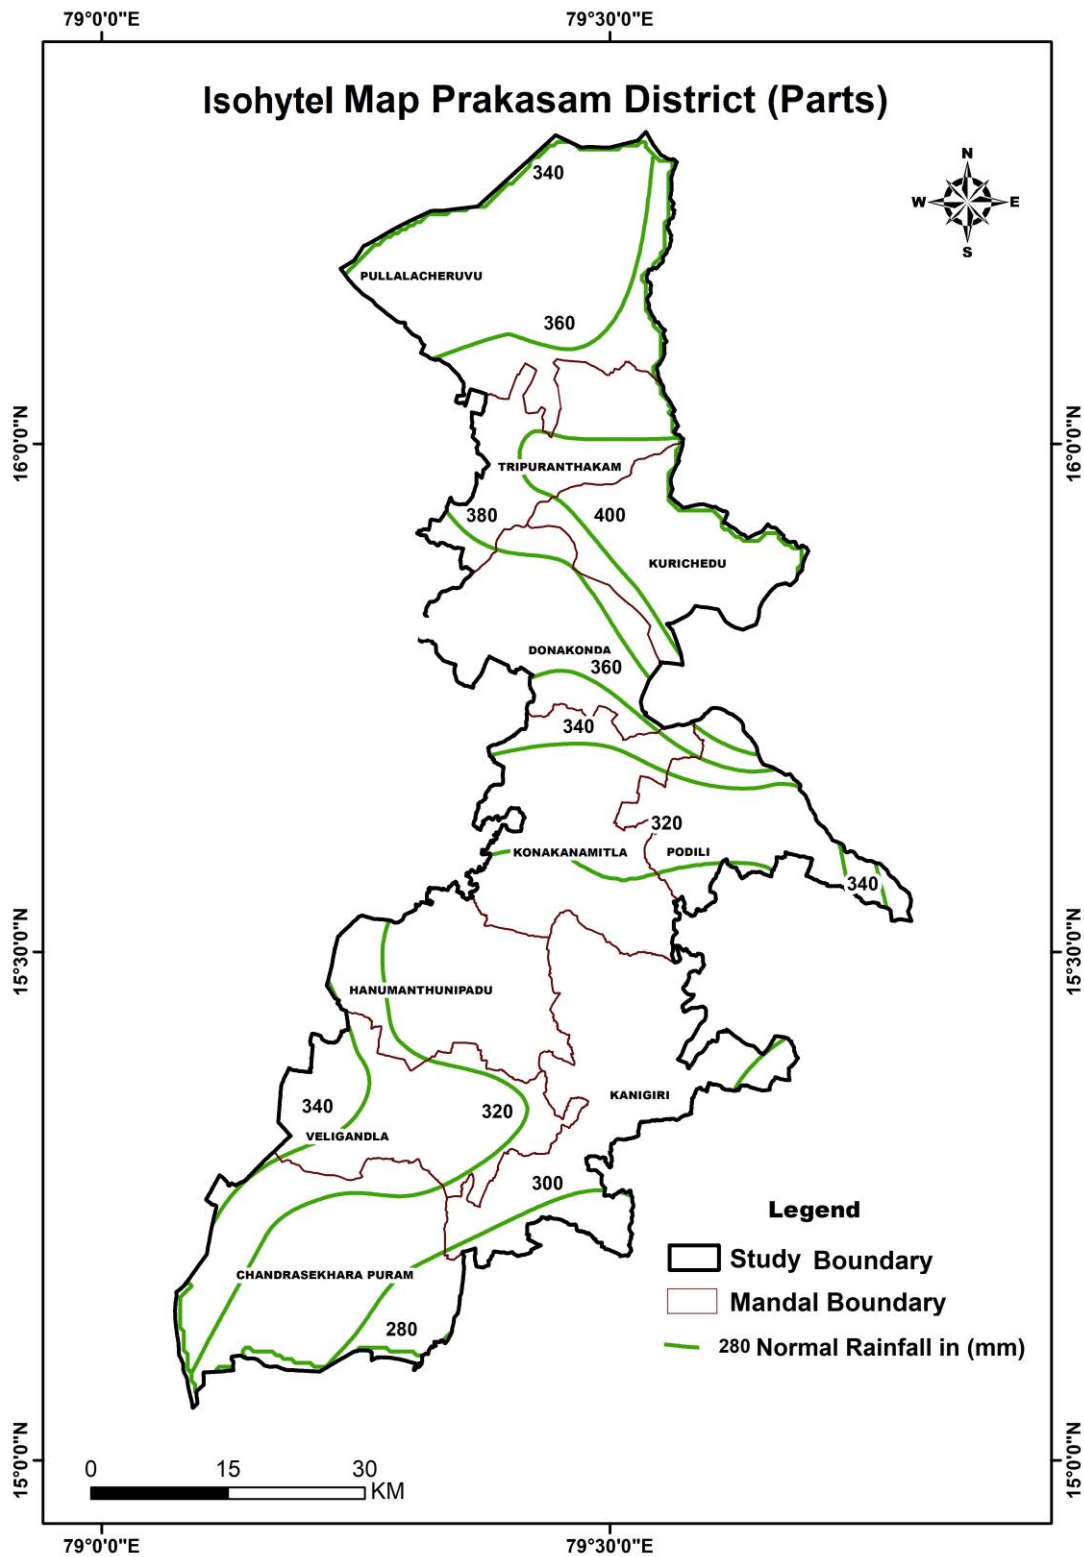 79°0'0"E 79°30'0"E
Isohytel Map Prakasam District (Parts)
N
W E
S
340
PULLALACHERUVU
360
16°0'0"N 16°0'0"N
TRIPURANTHAKAM
380 400
KURICHEDU
DONAKONDA
360
340
320
KONAKANAMITLA PODILI
340
15°30'0"N 15°30'0"N
HANUMANTHUNIPADU
KANIGIRI
340 320
VELIGANDLA
300
Legend
Study Boundary
CHANDRASEKHARA PURAM
Mandal Boundary
280
280 Normal Rainfall in (mm)
15°0'0"N 15°0'0"N
0 15 30
KM
79°0'0"E 79°30'0"E